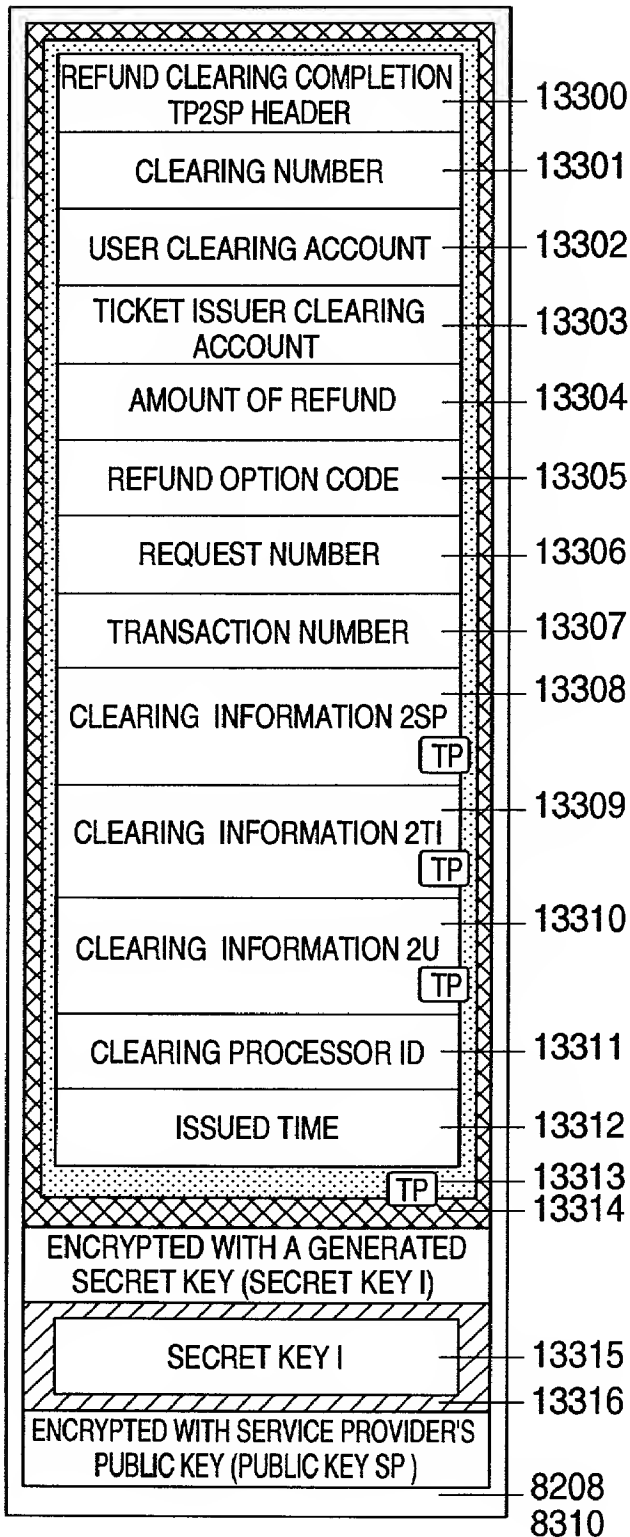 REFUND CLEARING COMPLETION
TP2SP HEADER
13300
CLEARING NUMBER
13301
USER CLEARING ACCOUNT
13302
TICKET ISSUER CLEARING
ACCOUNT
13303
AMOUNT OF REFUND
13304
REFUND OPTION CODE
13305
REQUEST NUMBER
13306
TRANSACTION NUMBER
13307
13308
CLEARING INFORMATION 2SP
TP
13309
CLEARING INFORMATION 2TI
TP
13310
CLEARING INFORMATION 2U
TP
CLEARING PROCESSOR ID
13311
ISSUED TIME
13312
13313
TP
13314
ENCRYPTED WITH A GENERATED
SECRET KEY (SECRET KEY I)
SECRET KEY I
13315
13316
ENCRYPTED WITH SERVICE PROVIDER'S
PUBLIC KEY (PUBLIC KEY SP )
8208
8310